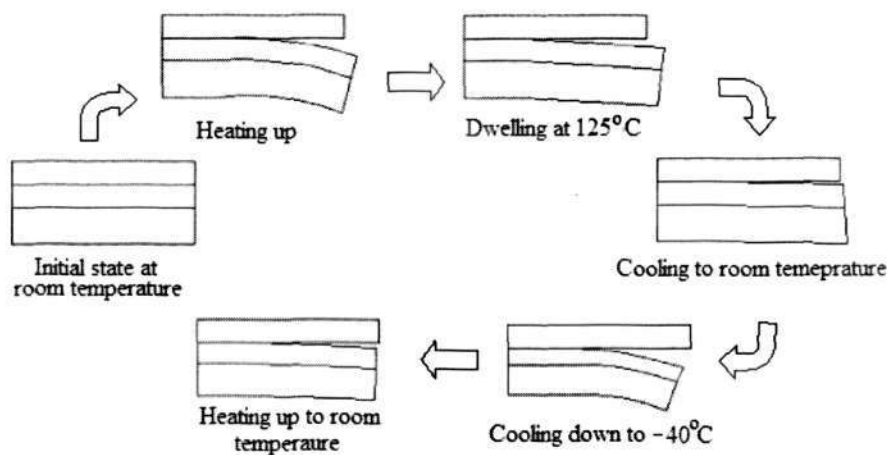 Heating up
Dwelling at 125°C
Initial state at
room temperature
Cooling to room temeprature
Heating up to room
temperaure
Cooling down to −40°C